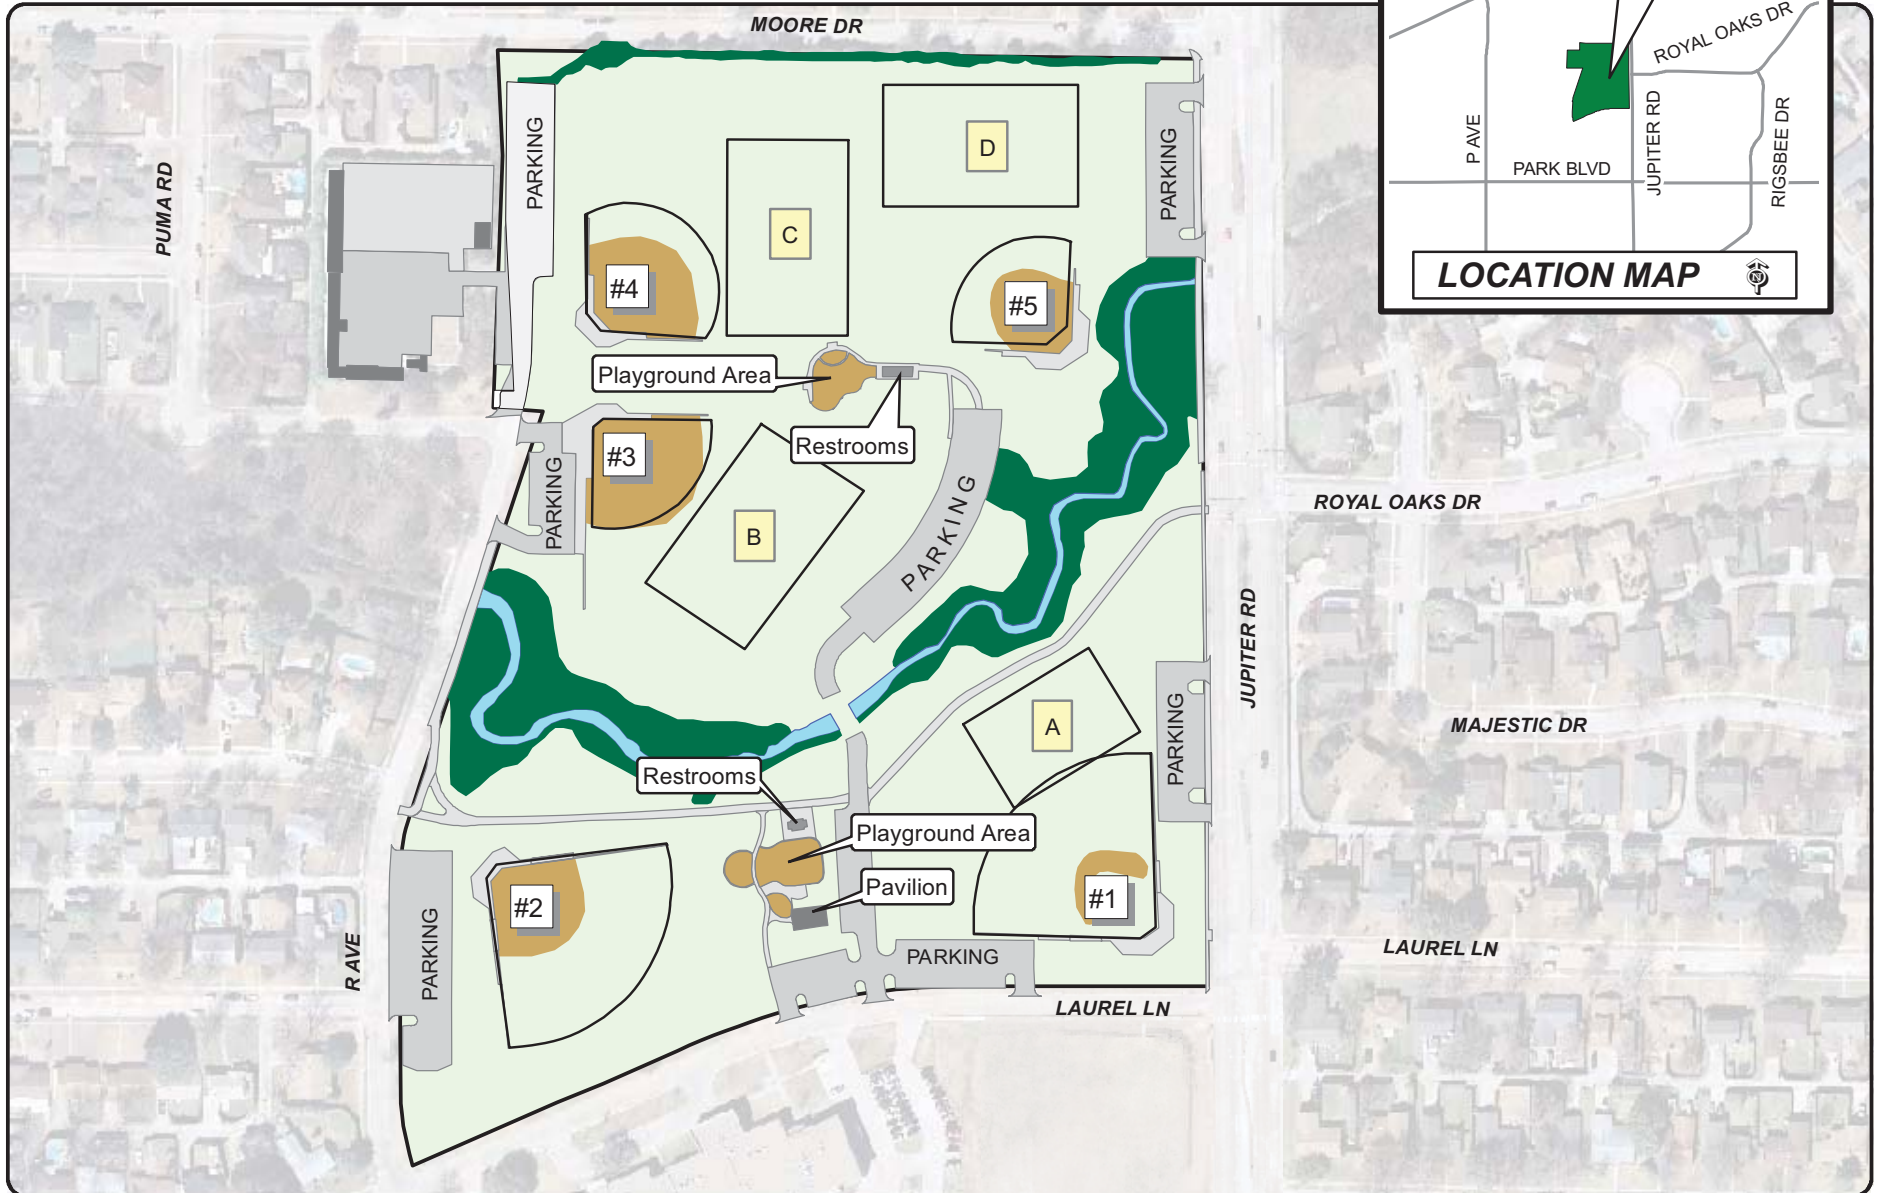 MOORE DR
ROYAL OAKS DR
P AVE
JUPITER RD
RIGSBEE DR
PARK BLVD
LOCATION MAP
N
PUMA RD
PARKING
D
PARKING
C
#4
#5
Playground Area
Restrooms
#3
PARKING
B
PARKING
ROYAL OAKS DR
JUPITER RD
A
PARKING
MAJESTIC DR
Restrooms
Playground Area
Pavilion
#2
#1
R AVE
PARKING
PARKING
LAUREL LN
LAUREL LN